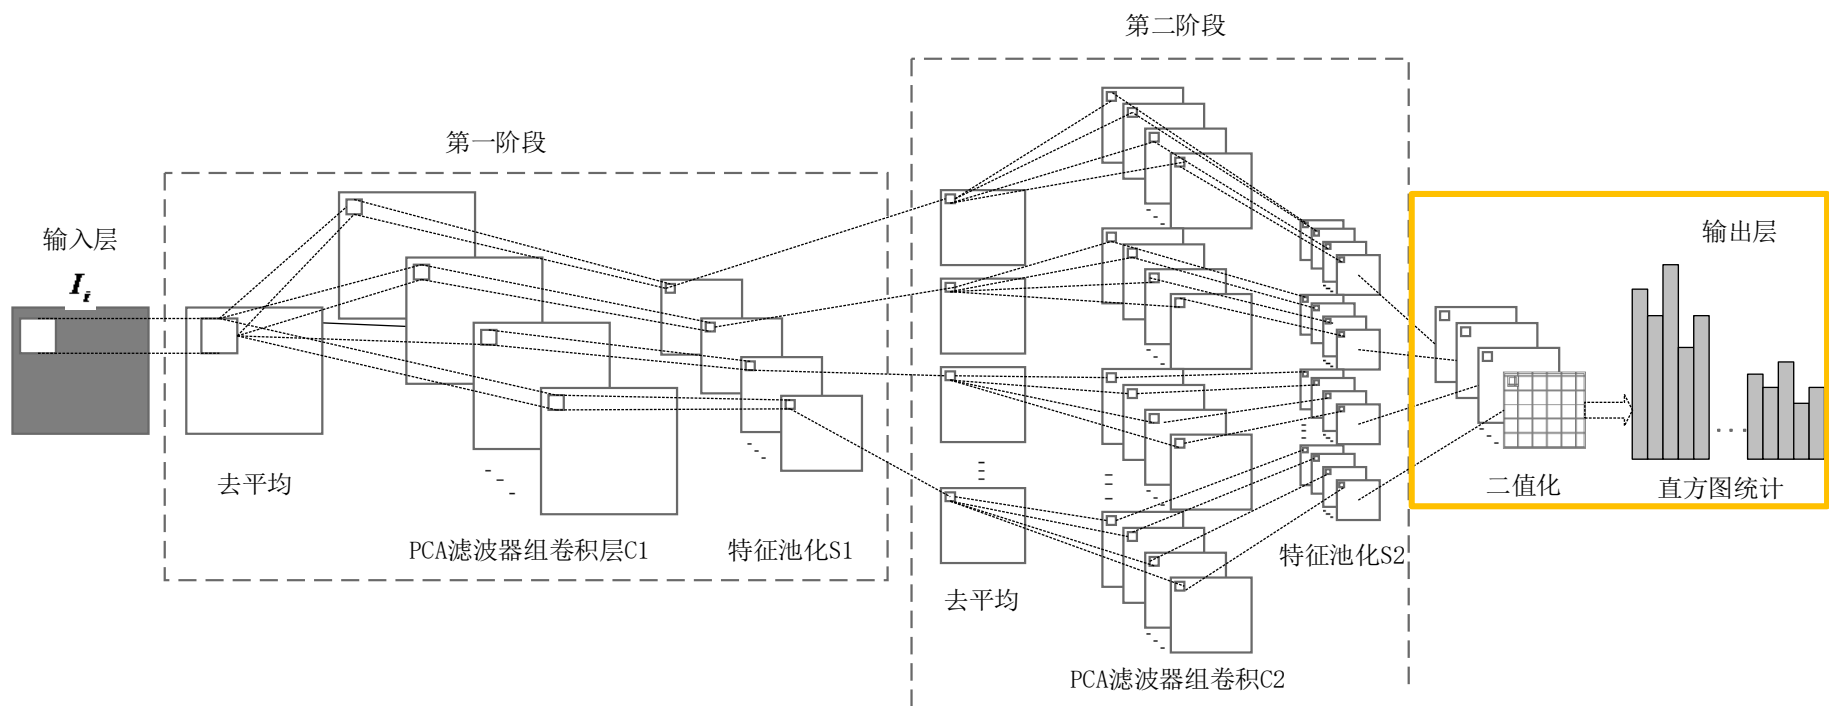 第二阶段
第一阶段
输入层
I_i
输出层
去平均
PCA滤波器组卷积层C1
特征池化S1
去平均
PCA滤波器组卷积C2
特征池化S2
二值化
直方图统计